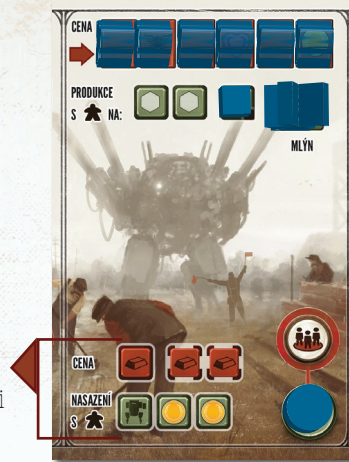 CENA
PRODUKCE
S NA:
MLÝN
CENA
NASAZENÍ
S
i